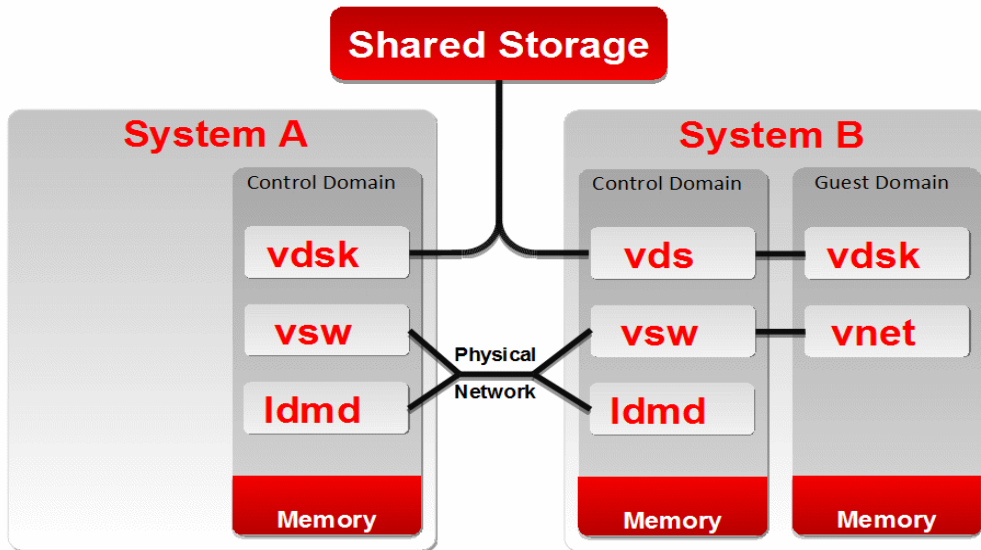 Shared Storage
System A
Control Domain
vdsk
vsw
ldmd
Memory
Physical
Network
System B
Control Domain
vds
vsw
ldmd
Memory
Guest Domain
vdsk
vnet
Memory